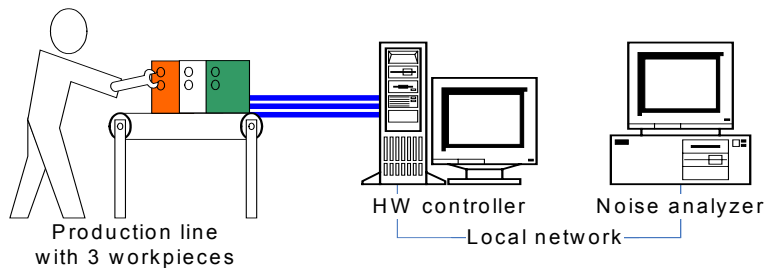 HW controller
Noise analyzer
Production line
with 3 workpieces
Local network